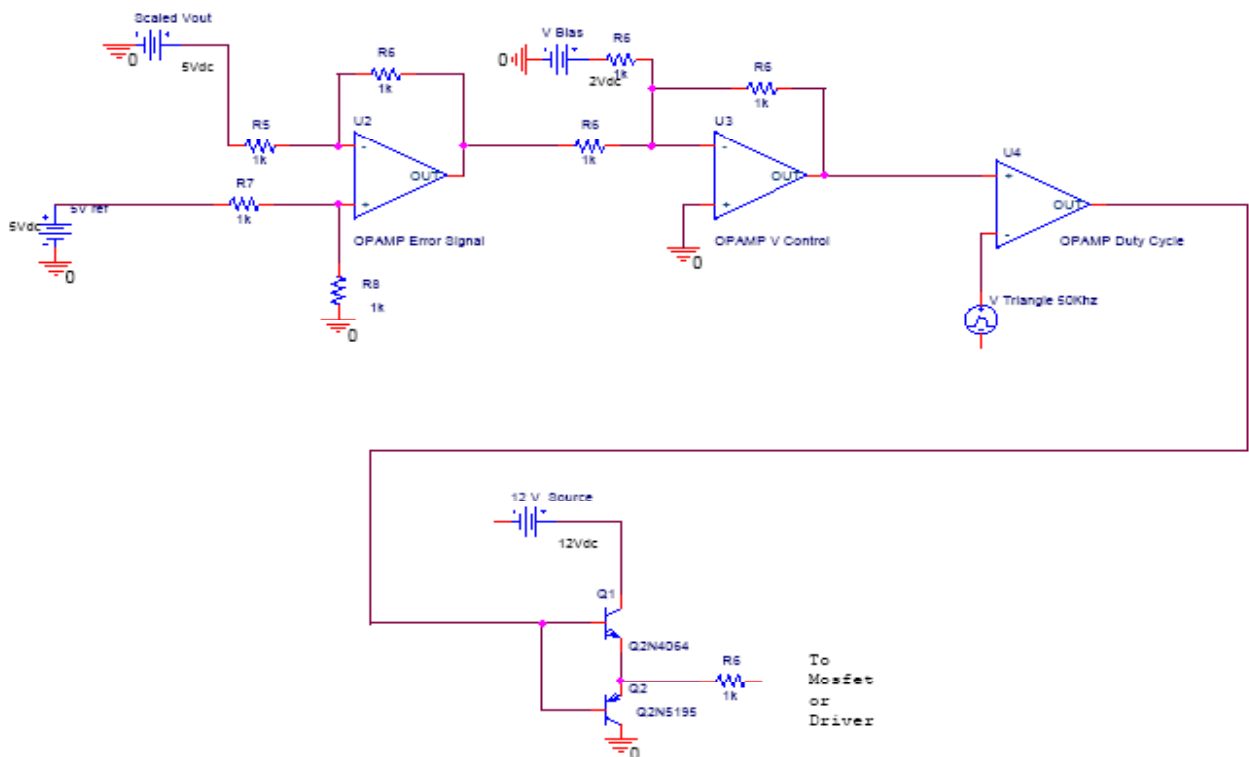 Scaled Vout
0
5Vdc
R5
1k
R6
1k
U2
-
+
OUT
OPAMP Error Signal
R7
1k
5V ref
5Vdc
0
R8
1k
0
V Bias
0
2Vdc
R6
1k
R6
1k
R6
1k
U3
-
+
OUT
0
OPAMP V Control
U4
+
-
OUT
OPAMP Duty Cycle
V Triangle 50Khz
12 V Source
12Vdc
Q1
Q2N4064
Q2
Q2N5195
0
R6
1k
To
Mosfet
or
Driver